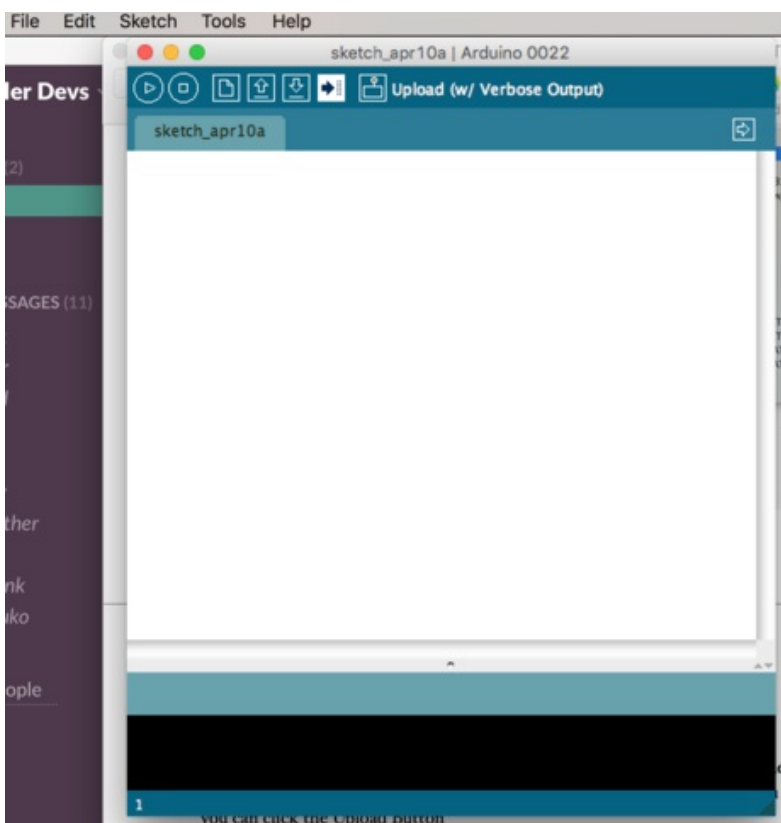 File Edit Sketch Tools Help
sketch_apr10a | Arduino 0022
ler Devs
Upload (w/ Verbose Output)
sketch_apr10a
(2)
SSAGES (11)
ther
nk
uko
ople
1
you can click the Upload Button